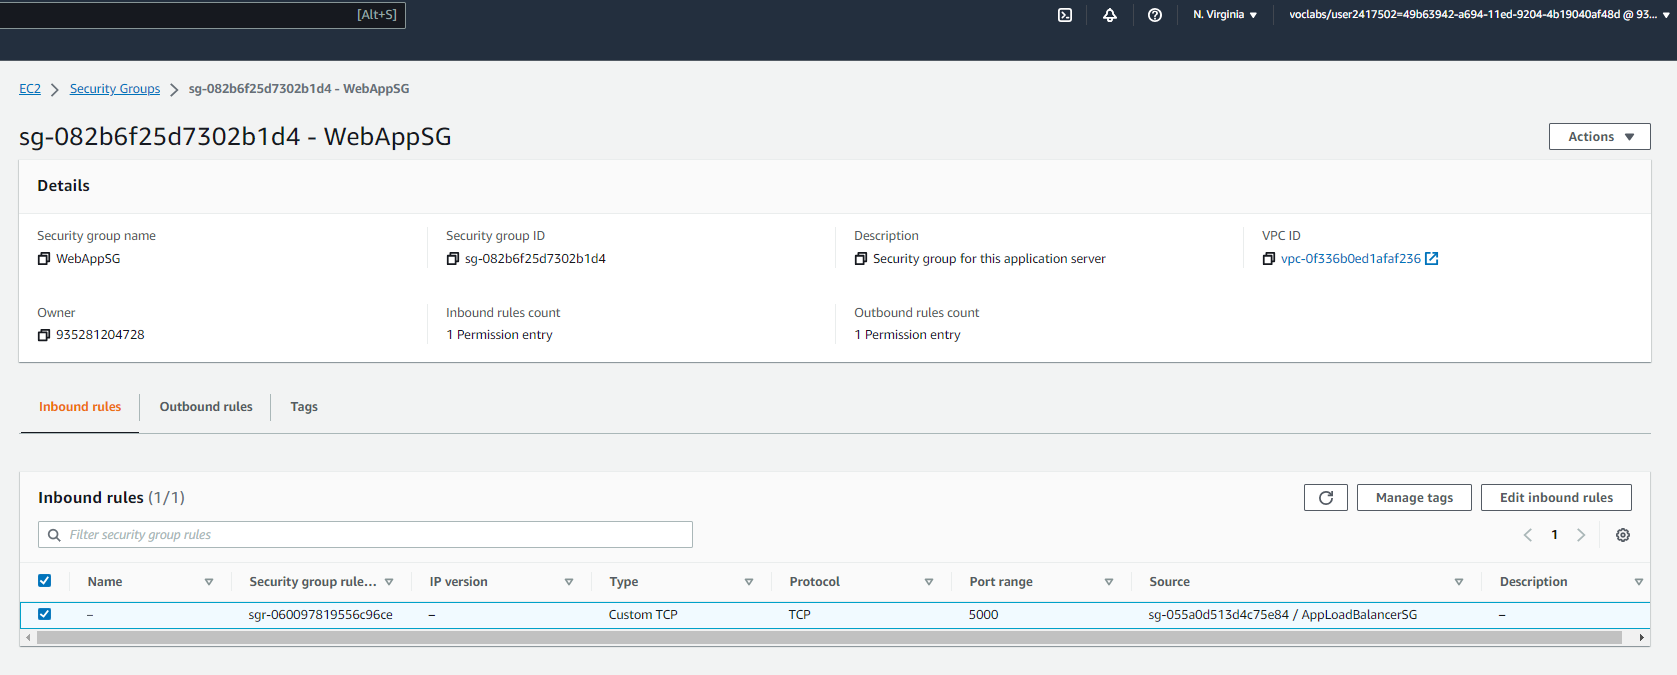 [Alt+S]
N. Virginia
voclabs/user2417502=49b63942-a694-11ed-9204-4b19040af48d @ 93...
EC2 Security Groups sg-082b6f25d7302b1d4 - WebAppSG
sg-082b6f25d7302b1d4 - WebAppSG
Actions
Details
Security group name
WebAppSG
Security group ID
sg-082b6f25d7302b1d4
Description
Security group for this application server
VPC ID
vpc-0f336b0ed1afaf236
Owner
935281204728
Inbound rules count
1 Permission entry
Outbound rules count
1 Permission entry
Inbound rules Outbound rules Tags
Inbound rules (1/1)
Manage tags
Edit inbound rules
Filter security group rules
1
Name Security group rule... IP version Type Protocol Port range Source Description
– sgr-060097819556c96ce – Custom TCP TCP 5000 sg-055a0d513d4c75e84 / AppLoadBalancerSG –